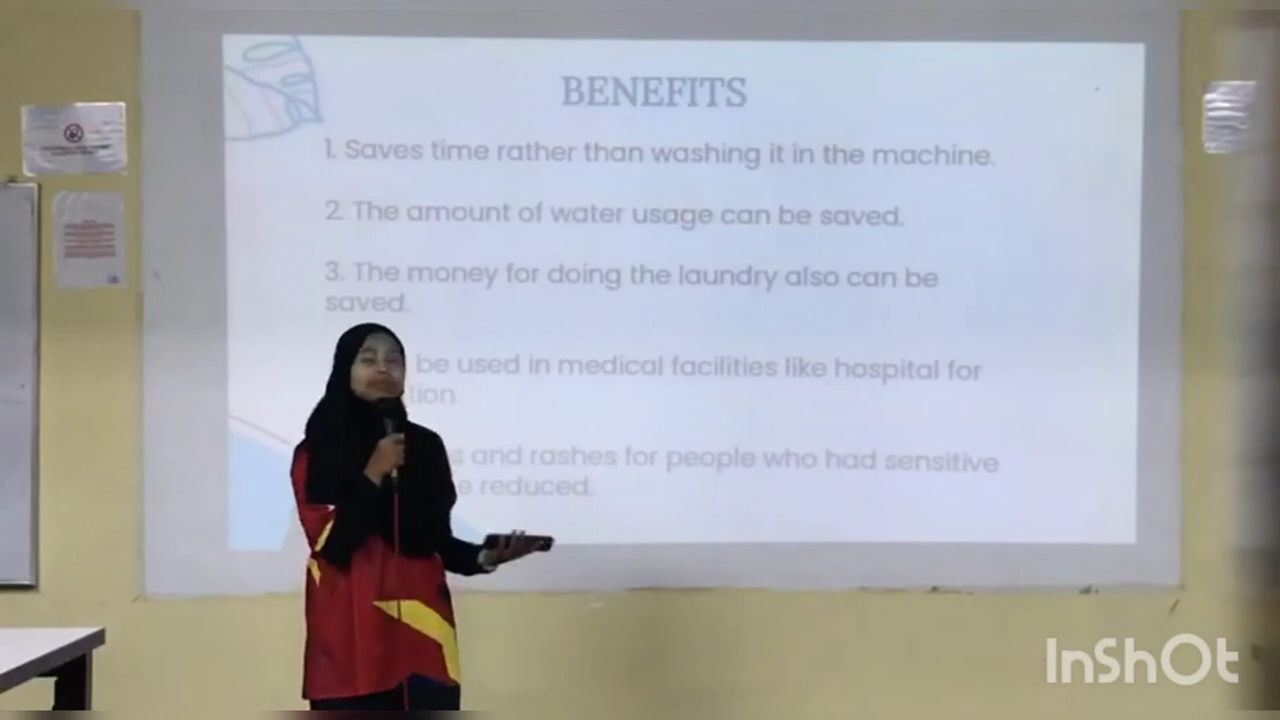 BENEFITS
1. Saves time rather than washing it in the machine.
2. The amount of water usage can be saved.
3. The money for doing the laundry also can be
saved.
be used in medical facilities like hospital for
tion.
s and rashes for people who had sensitive
e reduced.
InShOt